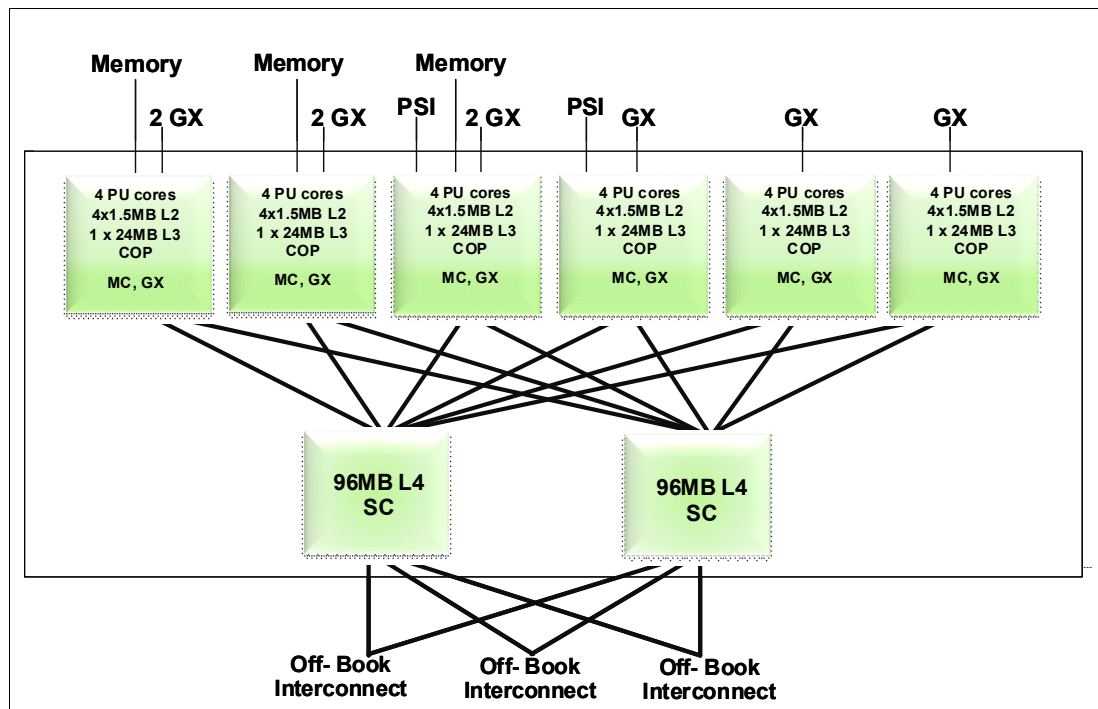 Memory
Memory
Memory
2 GX
2 GX
PSI
2 GX
PSI
GX
GX
GX
4 PU cores
4x1.5MB L2
1 x 24MB L3
COP
MC, GX
4 PU cores
4x1.5MB L2
1 x 24MB L3
COP
MC, GX
4 PU cores
4x1.5MB L2
1 x 24MB L3
COP
MC, GX
4 PU cores
4x1.5MB L2
1 x 24MB L3
COP
MC, GX
4 PU cores
4x1.5MB L2
1 x 24MB L3
COP
MC, GX
4 PU cores
4x1.5MB L2
1 x 24MB L3
COP
MC, GX
96MB L4
SC
96MB L4
SC
Off- Book
Interconnect
Off- Book
Interconnect
Off- Book
Interconnect